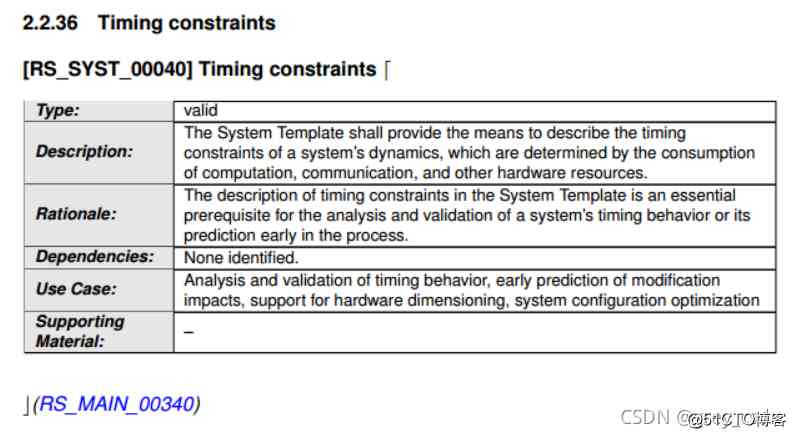 2.2.36 Timing constraints
[RS_SYST_00040] Timing constraints ⌈
Type: valid
Description: The System Template shall provide the means to describe the timing
constraints of a system's dynamics, which are determined by the consumption
of computation, communication, and other hardware resources.
Rationale: The description of timing constraints in the System Template is an essential
prerequisite for the analysis and validation of a system's timing behavior or its
prediction early in the process.
Dependencies: None identified.
Use Case: Analysis and validation of timing behavior, early prediction of modification
impacts, support for hardware dimensioning, system configuration optimization
Supporting
Material: –
⌋(RS_MAIN_00340)
CSDN
@51CTO博客